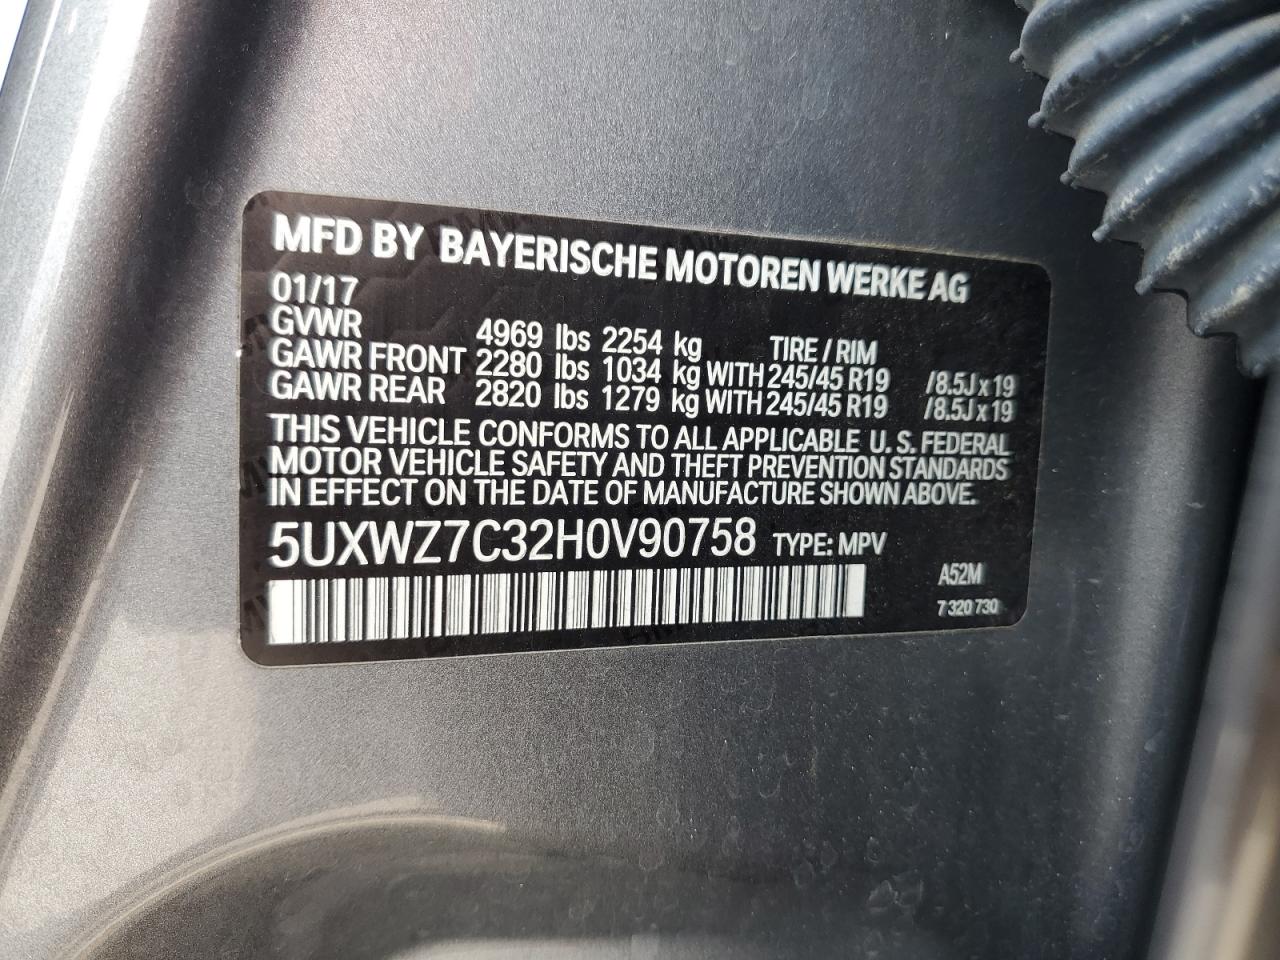 MFD BY BAYERISCHE MOTOREN WERKE AG
01/17
GVWR 4969 lbs 2254 kg TIRE / RIM
GAWR FRONT 2280 lbs 1034 kg WITH 245/45 R19 /8.5J x 19
GAWR REAR 2820 lbs 1279 kg WITH 245/45 R19 /8.5J x 19
THIS VEHICLE CONFORMS TO ALL APPLICABLE U.S. FEDERAL
MOTOR VEHICLE SAFETY AND THEFT PREVENTION STANDARDS
IN EFFECT ON THE DATE OF MANUFACTURE SHOWN ABOVE.
5UXWZ7C32H0V90758 TYPE: MPV
A52M
7 320 730